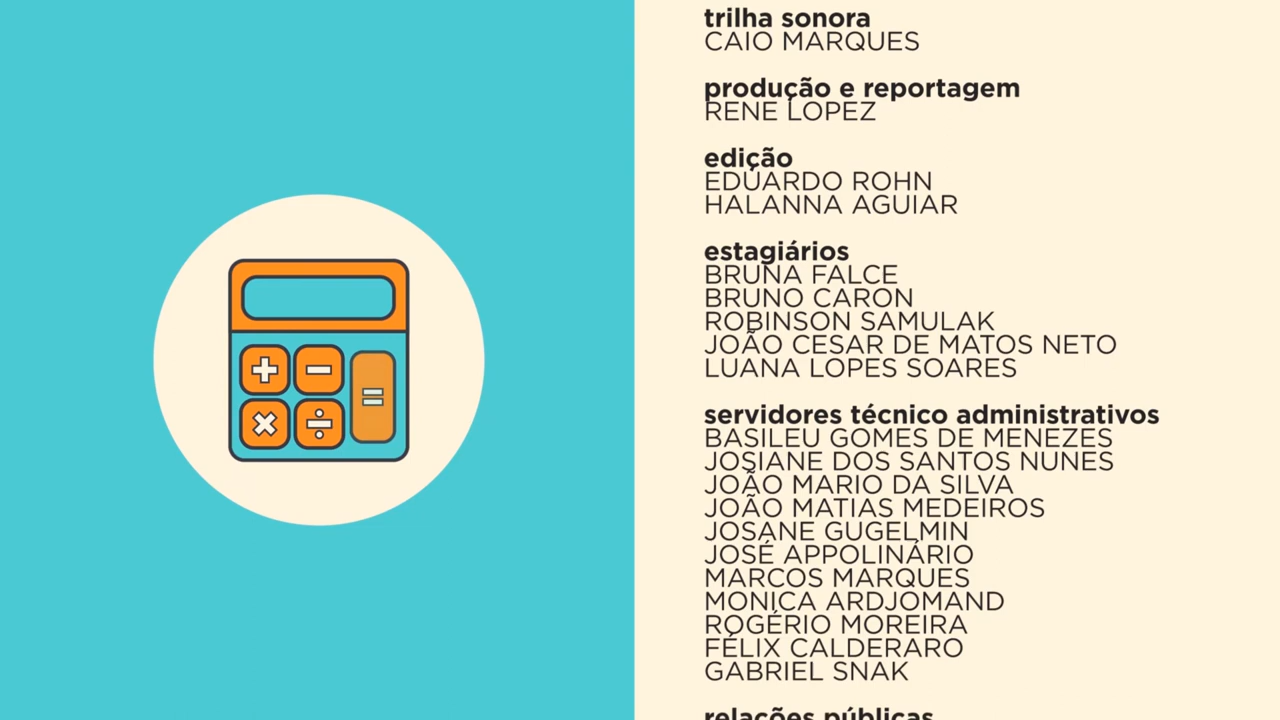 trilha sonora
CAIO MARQUES
produção e reportagem
RENE LOPEZ
edição
EDUARDO ROHN
HALANNA AGUIAR
estagiários
BRUNA FALCE
BRUNO CARON
ROBINSON SAMULAK
JOÃO CESAR DE MATOS NETO
LUANA LOPES SOARES
servidores técnico administrativos
BASILEU GOMES DE MENEZES
JOSIANE DOS SANTOS NUNES
JOÃO MARIO DA SILVA
JOÃO MATIAS MEDEIROS
JOSANE GUGELMIN
JOSÉ APPOLINÁRIO
MARCOS MARQUES
MONICA ARDJOMAND
ROGÉRIO MOREIRA
FÉLIX CALDERARO
GABRIEL SNAK
relações públicas